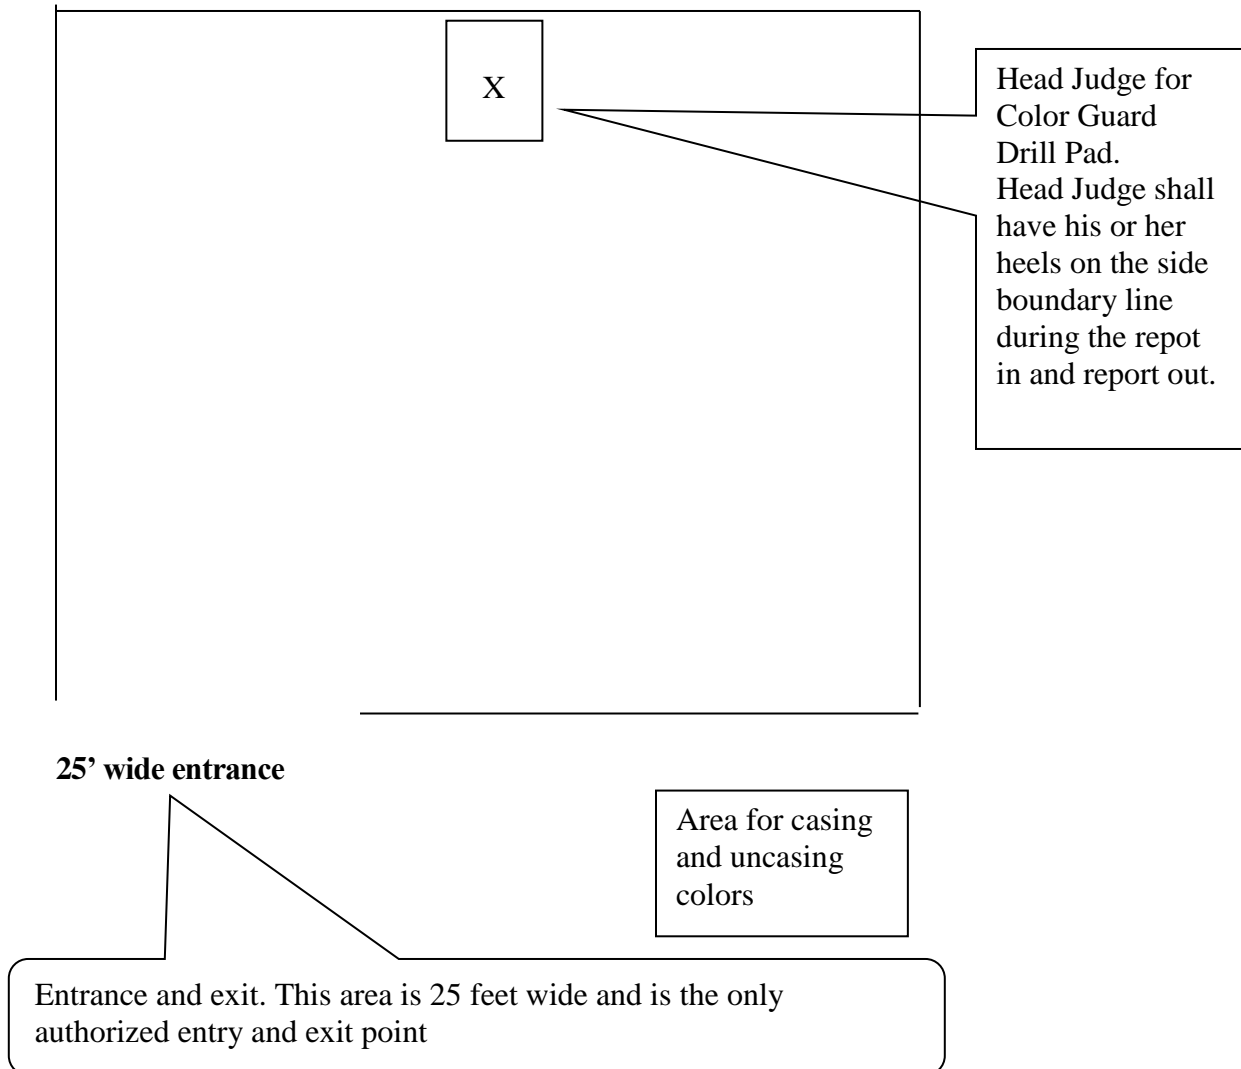 X
Head Judge for
Color Guard
Drill Pad.
Head Judge shall
have his or her
heels on the side
boundary line
during the repot
in and report out.
25’ wide entrance
Area for casing
and uncasing
colors
Entrance and exit. This area is 25 feet wide and is the only
authorized entry and exit point